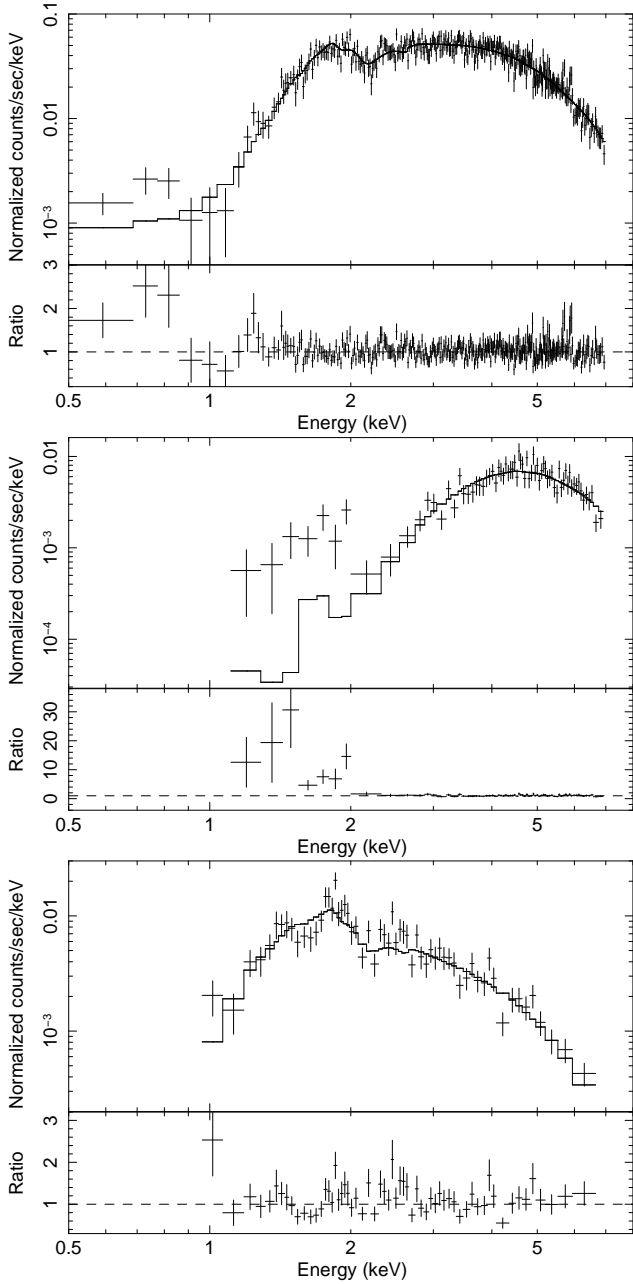 0.1
0.01
10⁻³
Normalized counts/sec/keV
3
2
1
Ratio
0.5 1 2 5
Energy (keV)
0.01
10⁻³
10⁻⁴
Normalized counts/sec/keV
30
20
10
0
Ratio
0.5 1 2 5
Energy (keV)
0.01
10⁻³
Normalized counts/sec/keV
3
2
1
Ratio
0.5 1 2 5
Energy (keV)